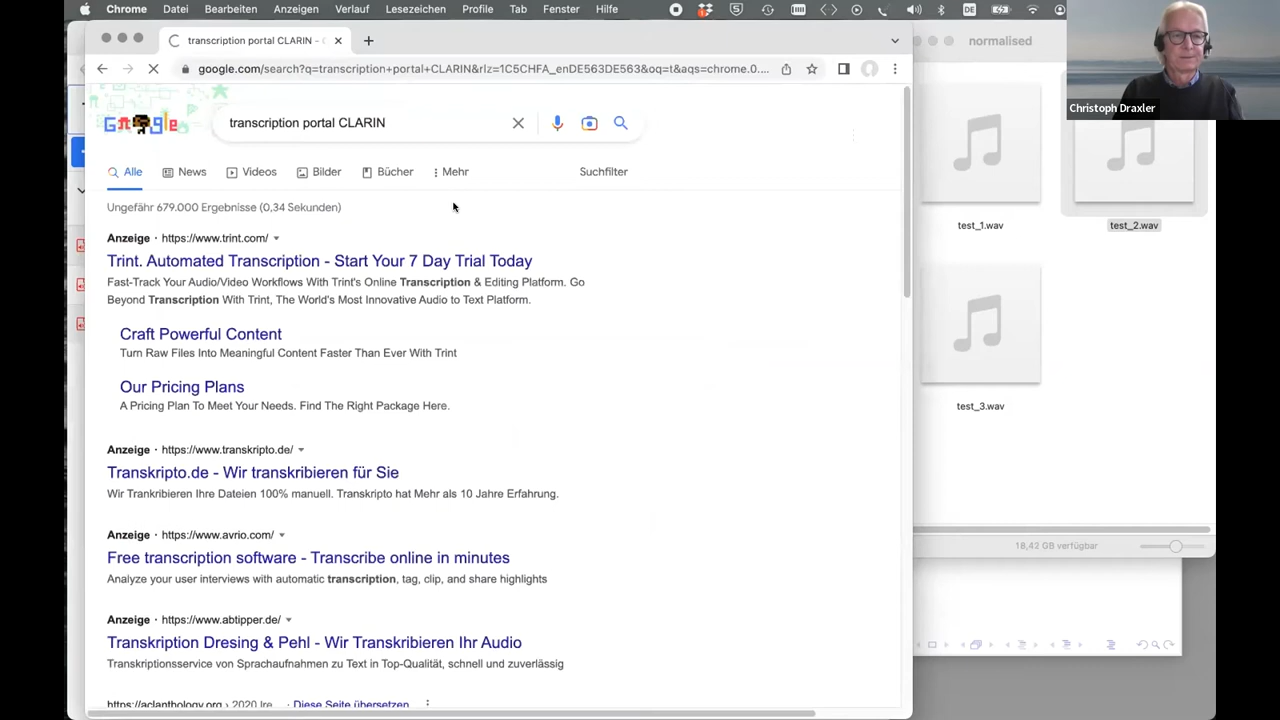 Chrome Datei Bearbeiten Anzeigen Verlauf Lesezeichen Profile Tab Fenster Hilfe DE
transcription portal CLARIN –
normalised
google.com/search?q=transcription+portal+CLARIN&rlz=1C5CHFA_enDE563DE563&oq=t&aqs=chrome.0....
Christoph Draxler
Google
transcription portal CLARIN
Alle News Videos Bilder Bücher Mehr Suchfilter
Ungefähr 679.000 Ergebnisse (0,34 Sekunden)
test_1.wav
test_2.wav
Anzeige · https://www.trint.com/
Trint. Automated Transcription - Start Your 7 Day Trial Today
Fast-Track Your Audio/Video Workflows With Trint's Online Transcription & Editing Platform. Go
Beyond Transcription With Trint, The World's Most Innovative Audio to Text Platform.
Craft Powerful Content
Turn Raw Files Into Meaningful Content Faster Than Ever With Trint
Our Pricing Plans
A Pricing Plan To Meet Your Needs. Find The Right Package Here.
test_3.wav
Anzeige · https://www.transkripto.de/
Transkripto.de - Wir transkribieren für Sie
Wir Trankribieren Ihre Dateien 100% manuell. Transkripto hat Mehr als 10 Jahre Erfahrung.
Anzeige · https://www.avrio.com/
Free transcription software - Transcribe online in minutes
Analyze your user interviews with automatic transcription, tag, clip, and share highlights
18,42 GB verfügbar
Anzeige · https://www.abtipper.de/
Transkription Dresing & Pehl - Wir Transkribieren Ihr Audio
Transkriptionsservice von Sprachaufnahmen zu Text in Top-Qualität, schnell und zuverlässig
https://aclanthology.org › 2020.lre... · Diese Seite übersetzen